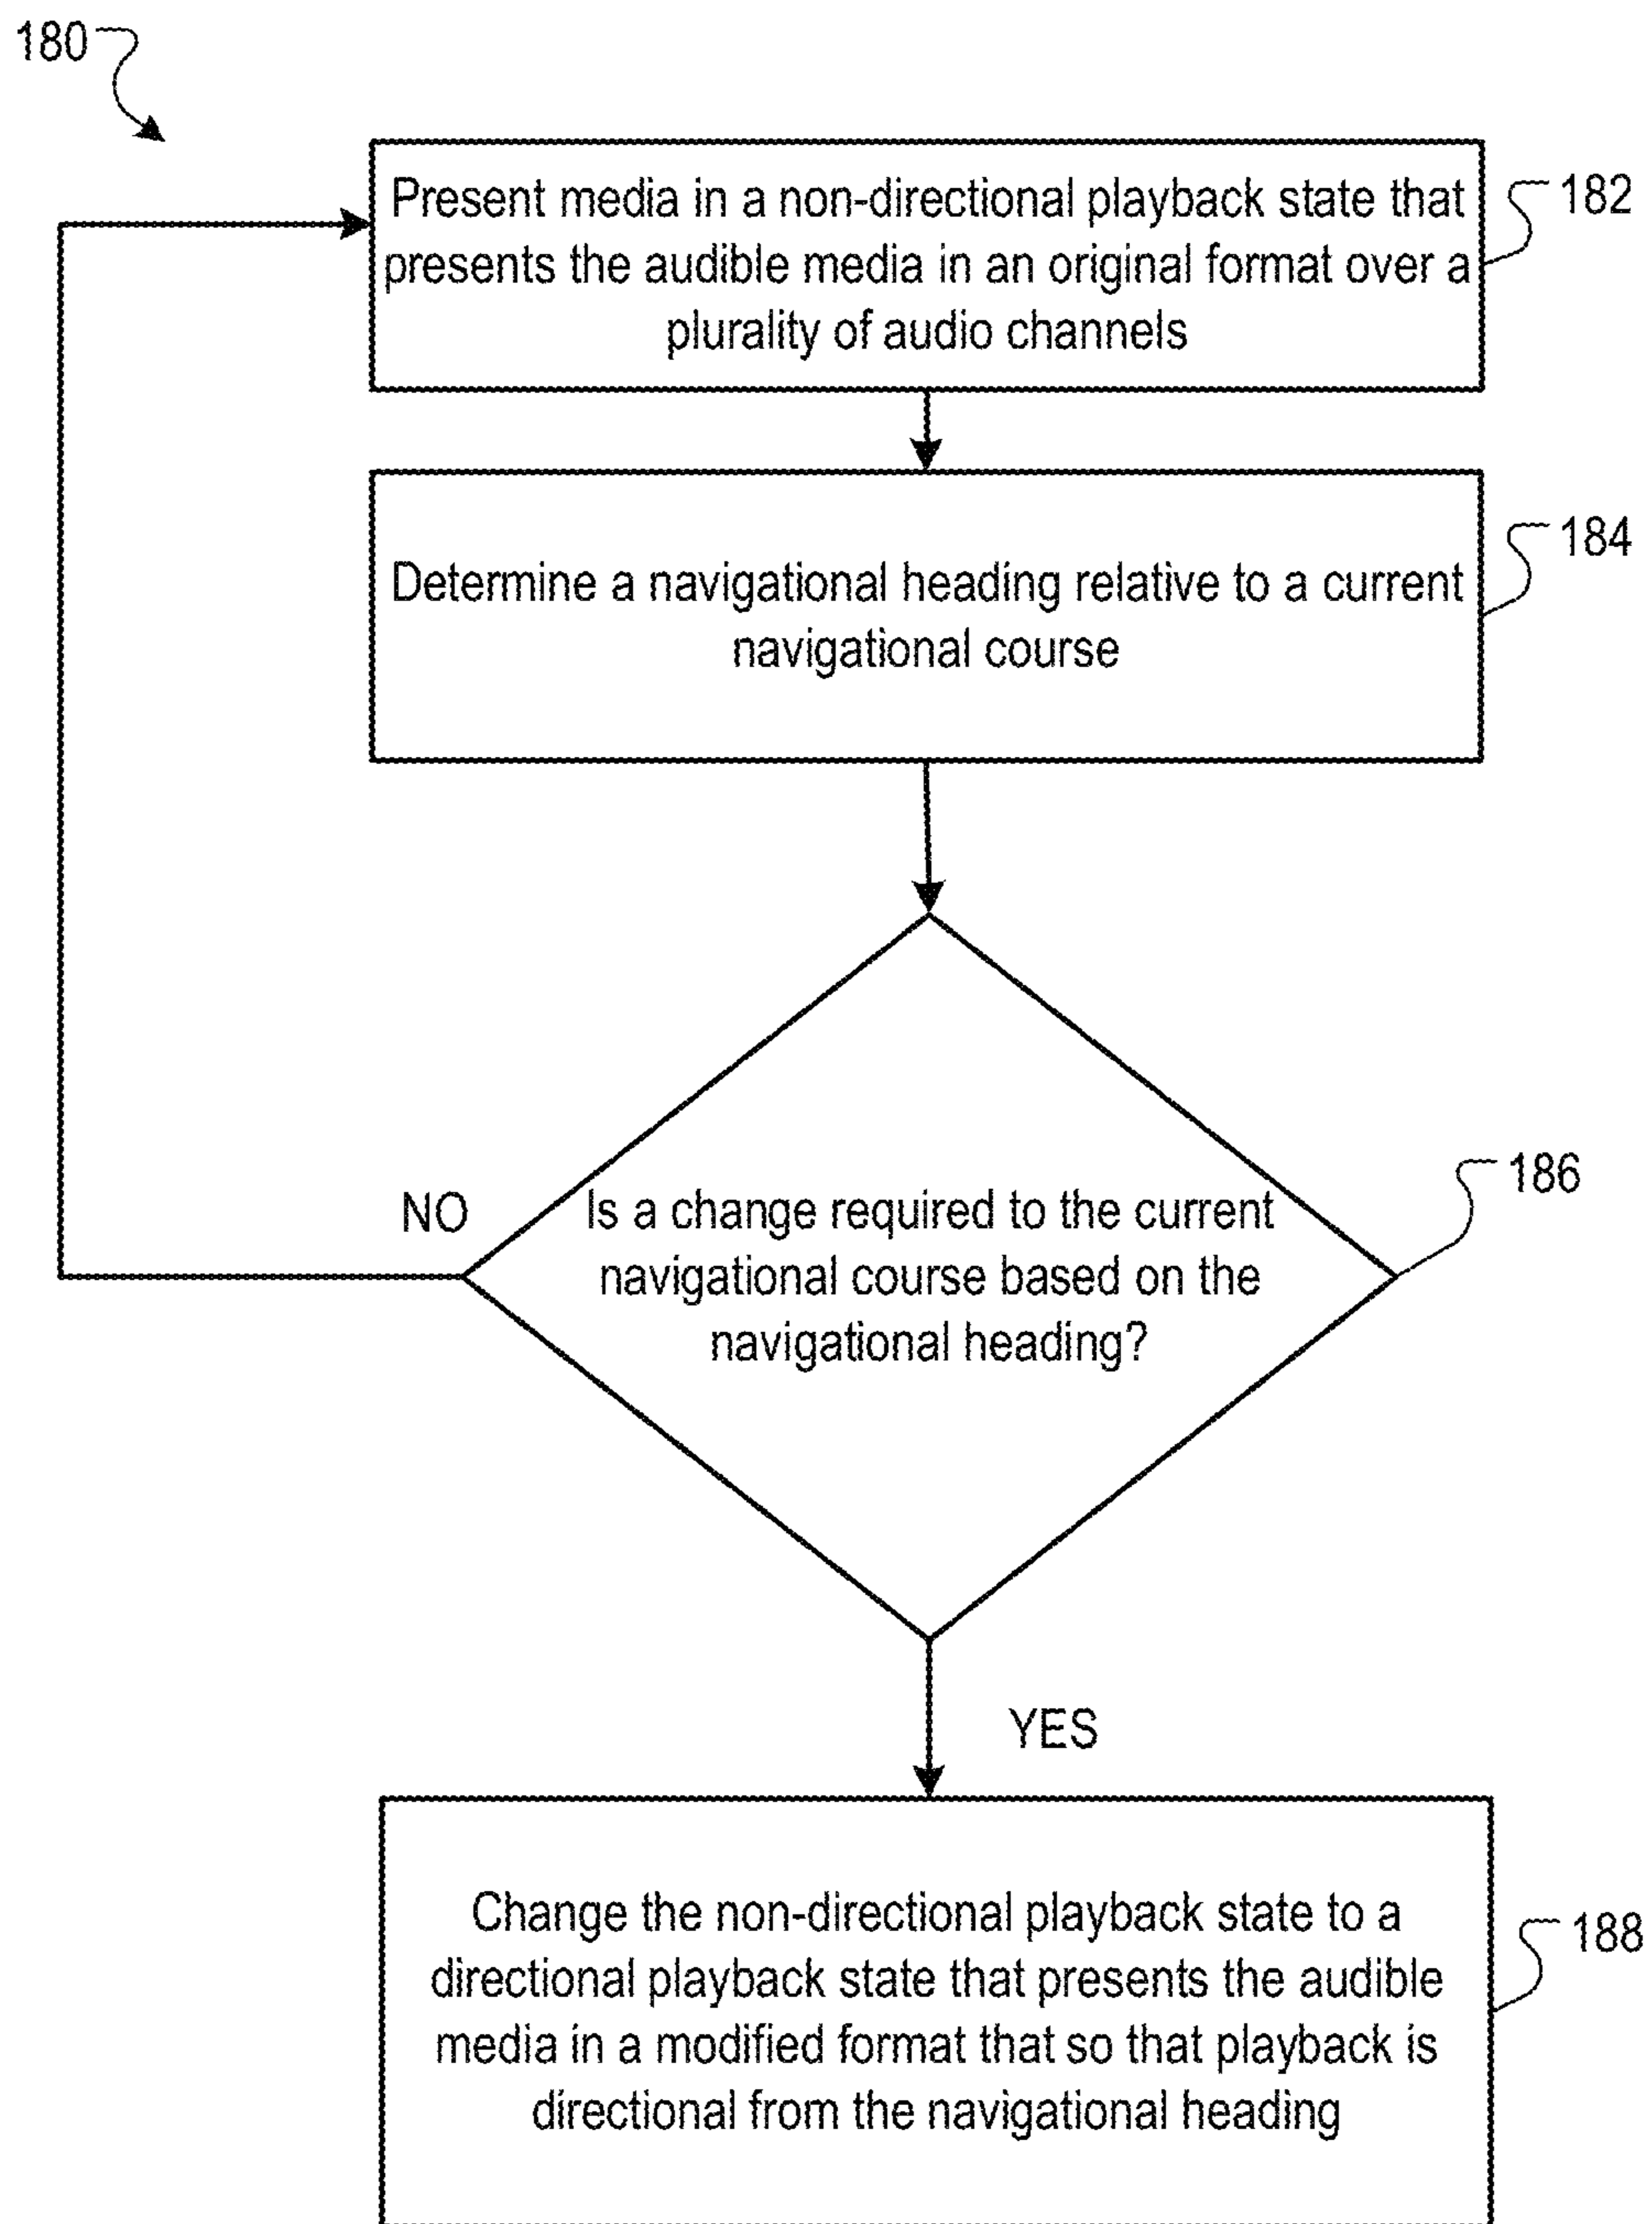 180
Present media in a non-directional playback state that
presents the audible media in an original format over a
plurality of audio channels
182
Determine a navigational heading relative to a current
navigational course
184
Is a change required to the current
navigational course based on the
navigational heading?
186
NO
YES
Change the non-directional playback state to a
directional playback state that presents the audible
media in a modified format that so that playback is
directional from the navigational heading
188